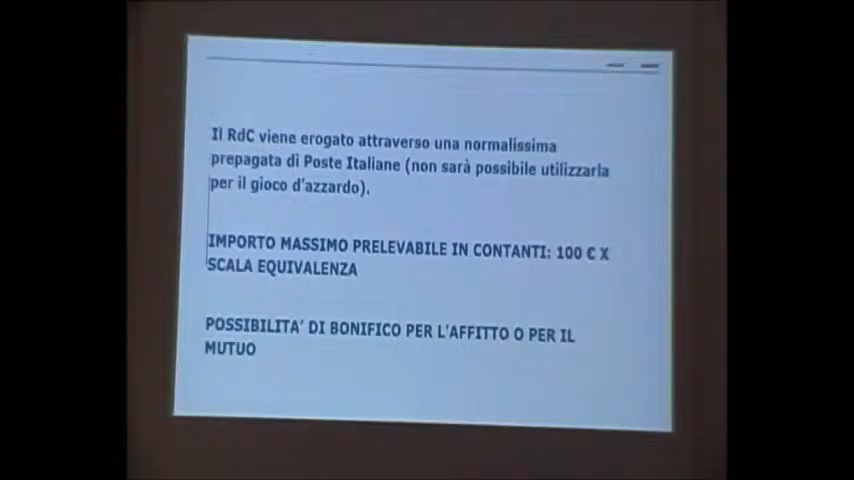 Il RdC viene erogato attraverso una normalissima
prepagata di Poste Italiane (non sarà possibile utilizzarla
per il gioco d'azzardo).
IMPORTO MASSIMO PRELEVABILE IN CONTANTI: 100 € X
SCALA EQUIVALENZA
POSSIBILITA' DI BONIFICO PER L'AFFITTO O PER IL
MUTUO